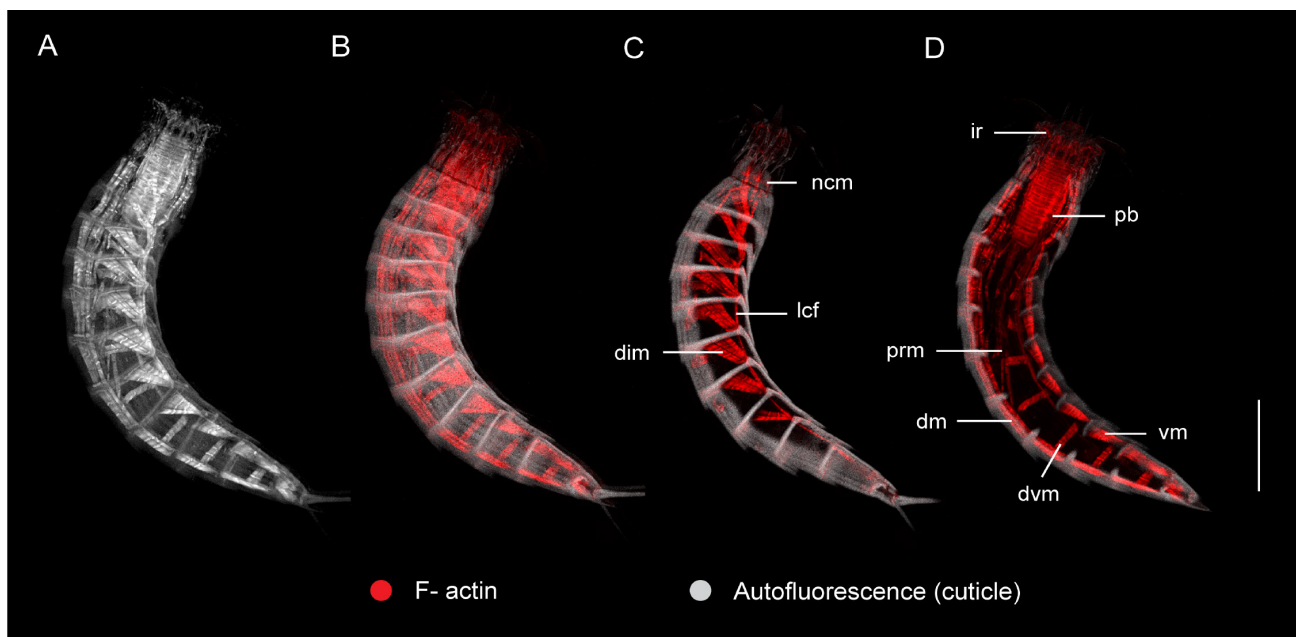 A
B
C
D
ir
ncm
pb
lcf
dim
prm
dm
vm
dvm
F- actin
Autofluorescence (cuticle)